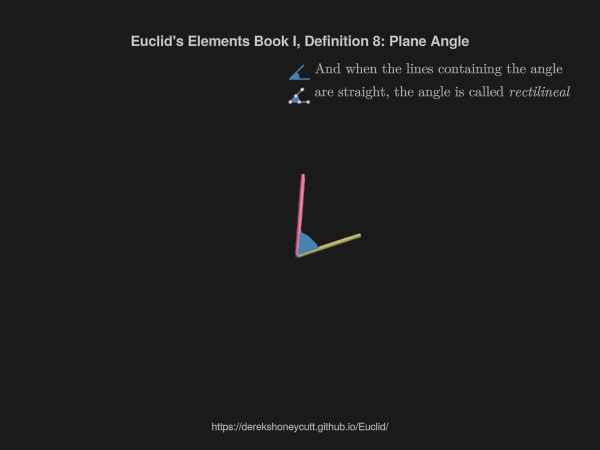 Euclid's Elements Book I, Definition 8: Plane Angle
And when the lines containing the angle
are straight, the angle is called rectilineal
https://derekshoneycutt.github.io/Euclid/